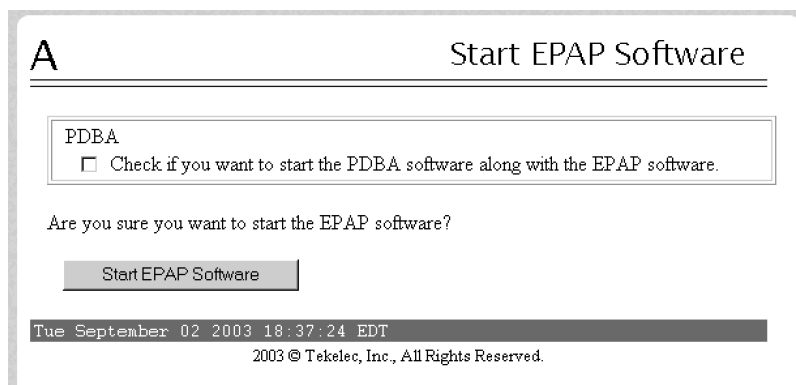 A
Start EPAP Software
PDBA
Check if you want to start the PDBA software along with the EPAP software.
Are you sure you want to start the EPAP software?
Start EPAP Software
Tue September 02 2003 18:37:24 EDT
2003 © Tekelec, Inc., All Rights Reserved.